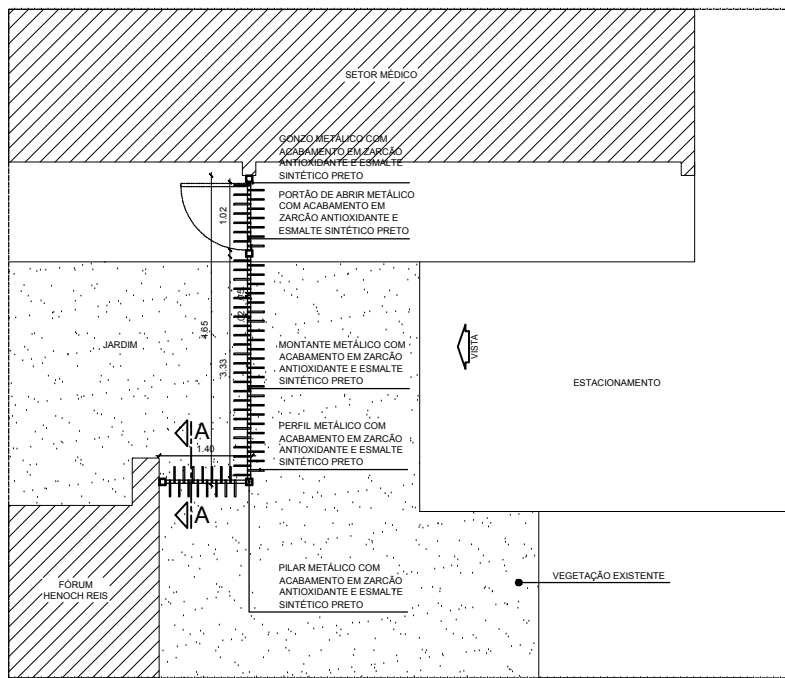 SETOR MÉDICO
GONZO METÁLICO COM
ACABAMENTO EM ZARCÃO
ANTIOXIDANTE E ESMALTE
SINTÉTICO PRETO
PORTÃO DE ABRIR METÁLICO
COM ACABAMENTO EM
ZARCÃO ANTIOXIDANTE E
ESMALTE SINTÉTICO PRETO
1.02
.05
.02
4.65
3.33
JARDIM
MONTANTE METÁLICO COM
ACABAMENTO EM ZARCÃO
ANTIOXIDANTE E ESMALTE
SINTÉTICO PRETO
VISTA
ESTACIONAMENTO
PERFIL METÁLICO COM
ACABAMENTO EM ZARCÃO
ANTIOXIDANTE E ESMALTE
SINTÉTICO PRETO
A
1.40
A
PILAR METÁLICO COM
ACABAMENTO EM ZARCÃO
ANTIOXIDANTE E ESMALTE
SINTÉTICO PRETO
VEGETAÇÃO EXISTENTE
FÓRUM
HENOCH REIS